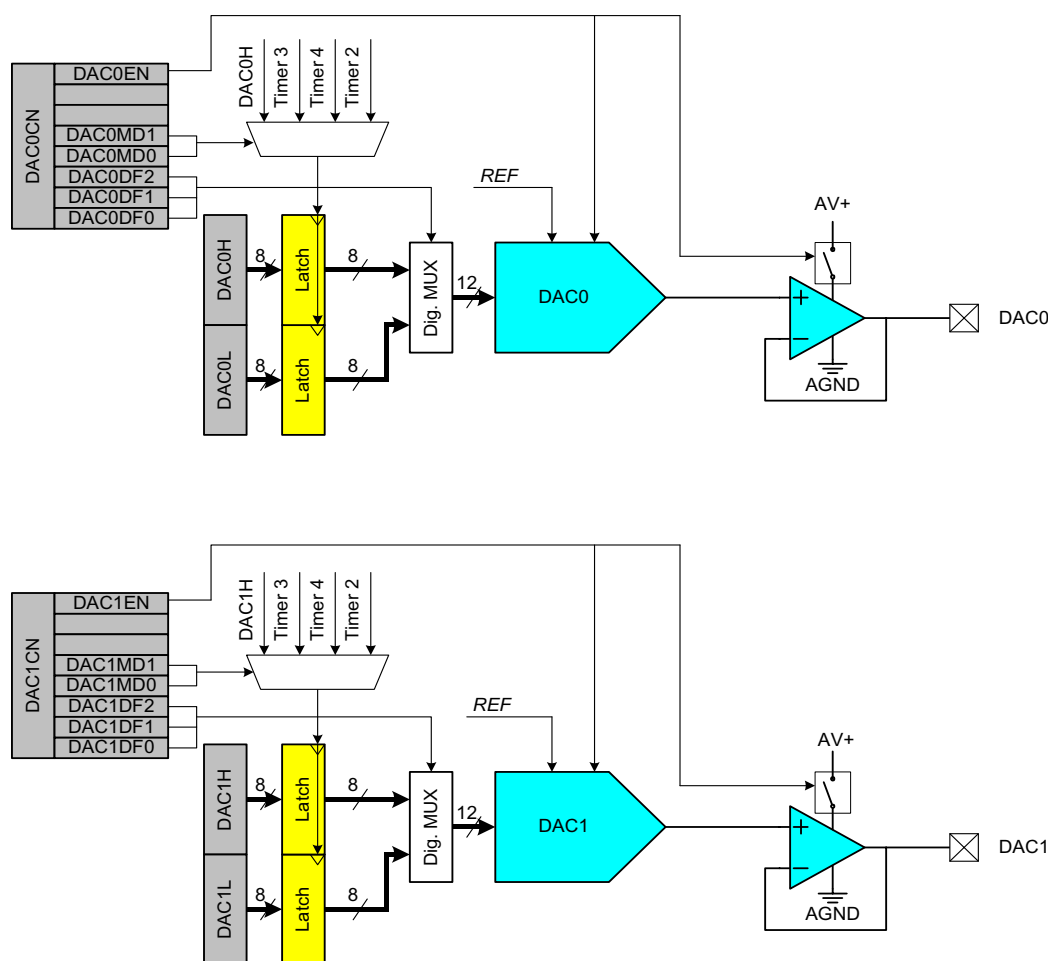 DAC0CN
DAC0EN
DAC0MD1
DAC0MD0
DAC0DF2
DAC0DF1
DAC0DF0
DAC0H
Timer 3
Timer 4
Timer 2
REF
AV+
DAC0H
8
Latch
8
Dig. MUX
12
DAC0
+
−
DAC0
DAC0L
8
Latch
8
AGND
DAC1CN
DAC1EN
DAC1MD1
DAC1MD0
DAC1DF2
DAC1DF1
DAC1DF0
DAC1H
Timer 3
Timer 4
Timer 2
REF
AV+
DAC1H
8
Latch
8
Dig. MUX
12
DAC1
+
−
DAC1
DAC1L
8
Latch
8
AGND